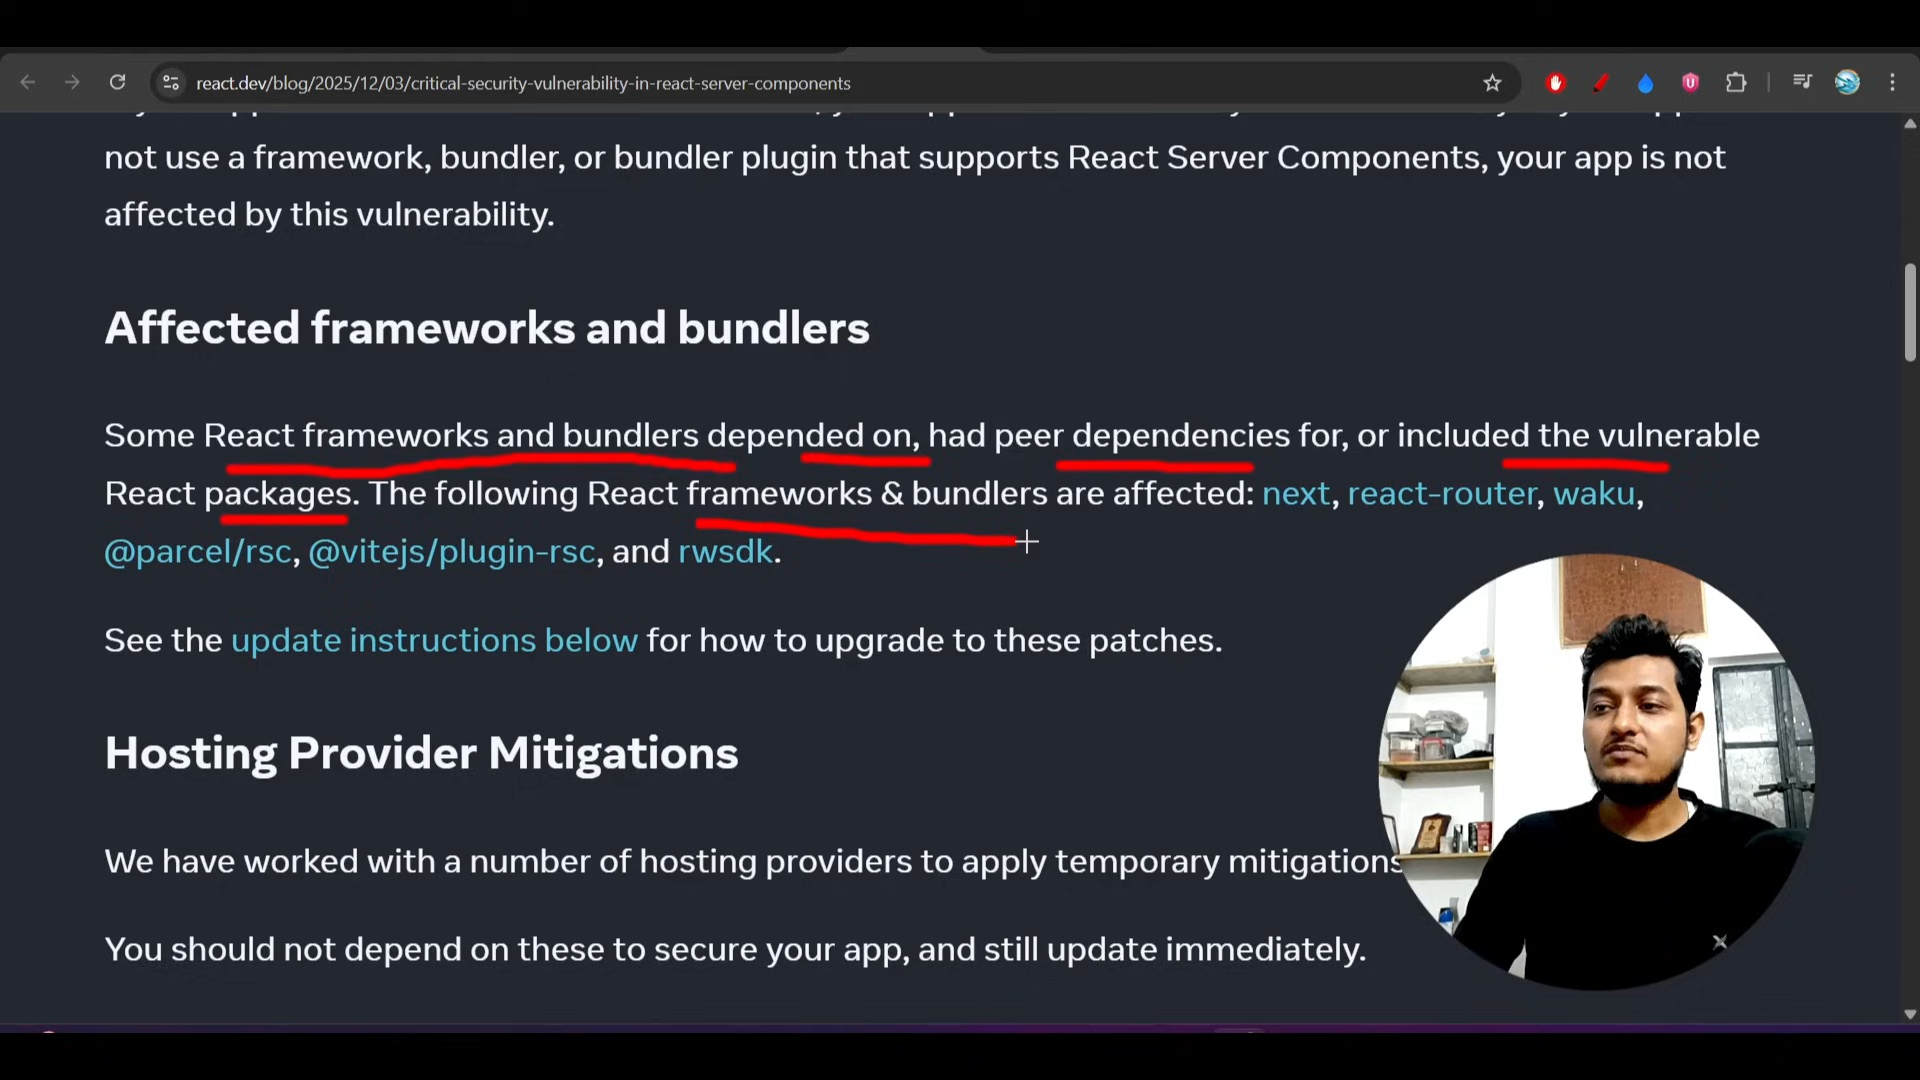 react.dev/blog/2025/12/03/critical-security-vulnerability-in-react-server-components
not use a framework, bundler, or bundler plugin that supports React Server Components, your app is not
affected by this vulnerability.
Affected frameworks and bundlers
Some React frameworks and bundlers depended on, had peer dependencies for, or included the vulnerable
React packages. The following React frameworks & bundlers are affected: next, react-router, waku,
@parcel/rsc, @vitejs/plugin-rsc, and rwsdk.
See the update instructions below for how to upgrade to these patches.
Hosting Provider Mitigations
We have worked with a number of hosting providers to apply temporary mitigations
You should not depend on these to secure your app, and still update immediately.